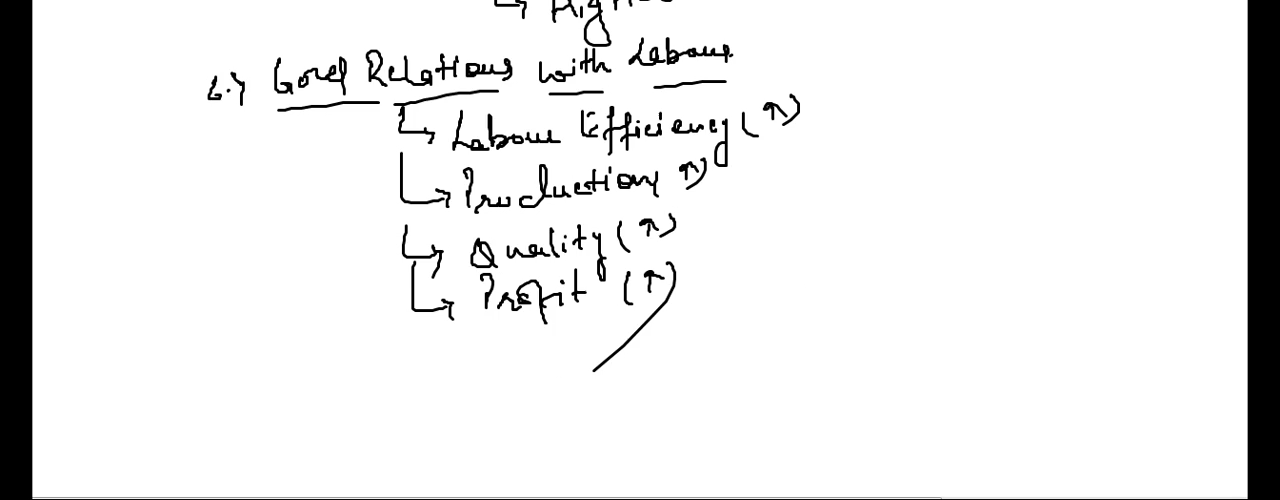 6.) Good Relations with Labour
↳ Labour Efficiency (↑)
↳ Production ↑)
↳ Quality (↑)
↳ Profit (↑)